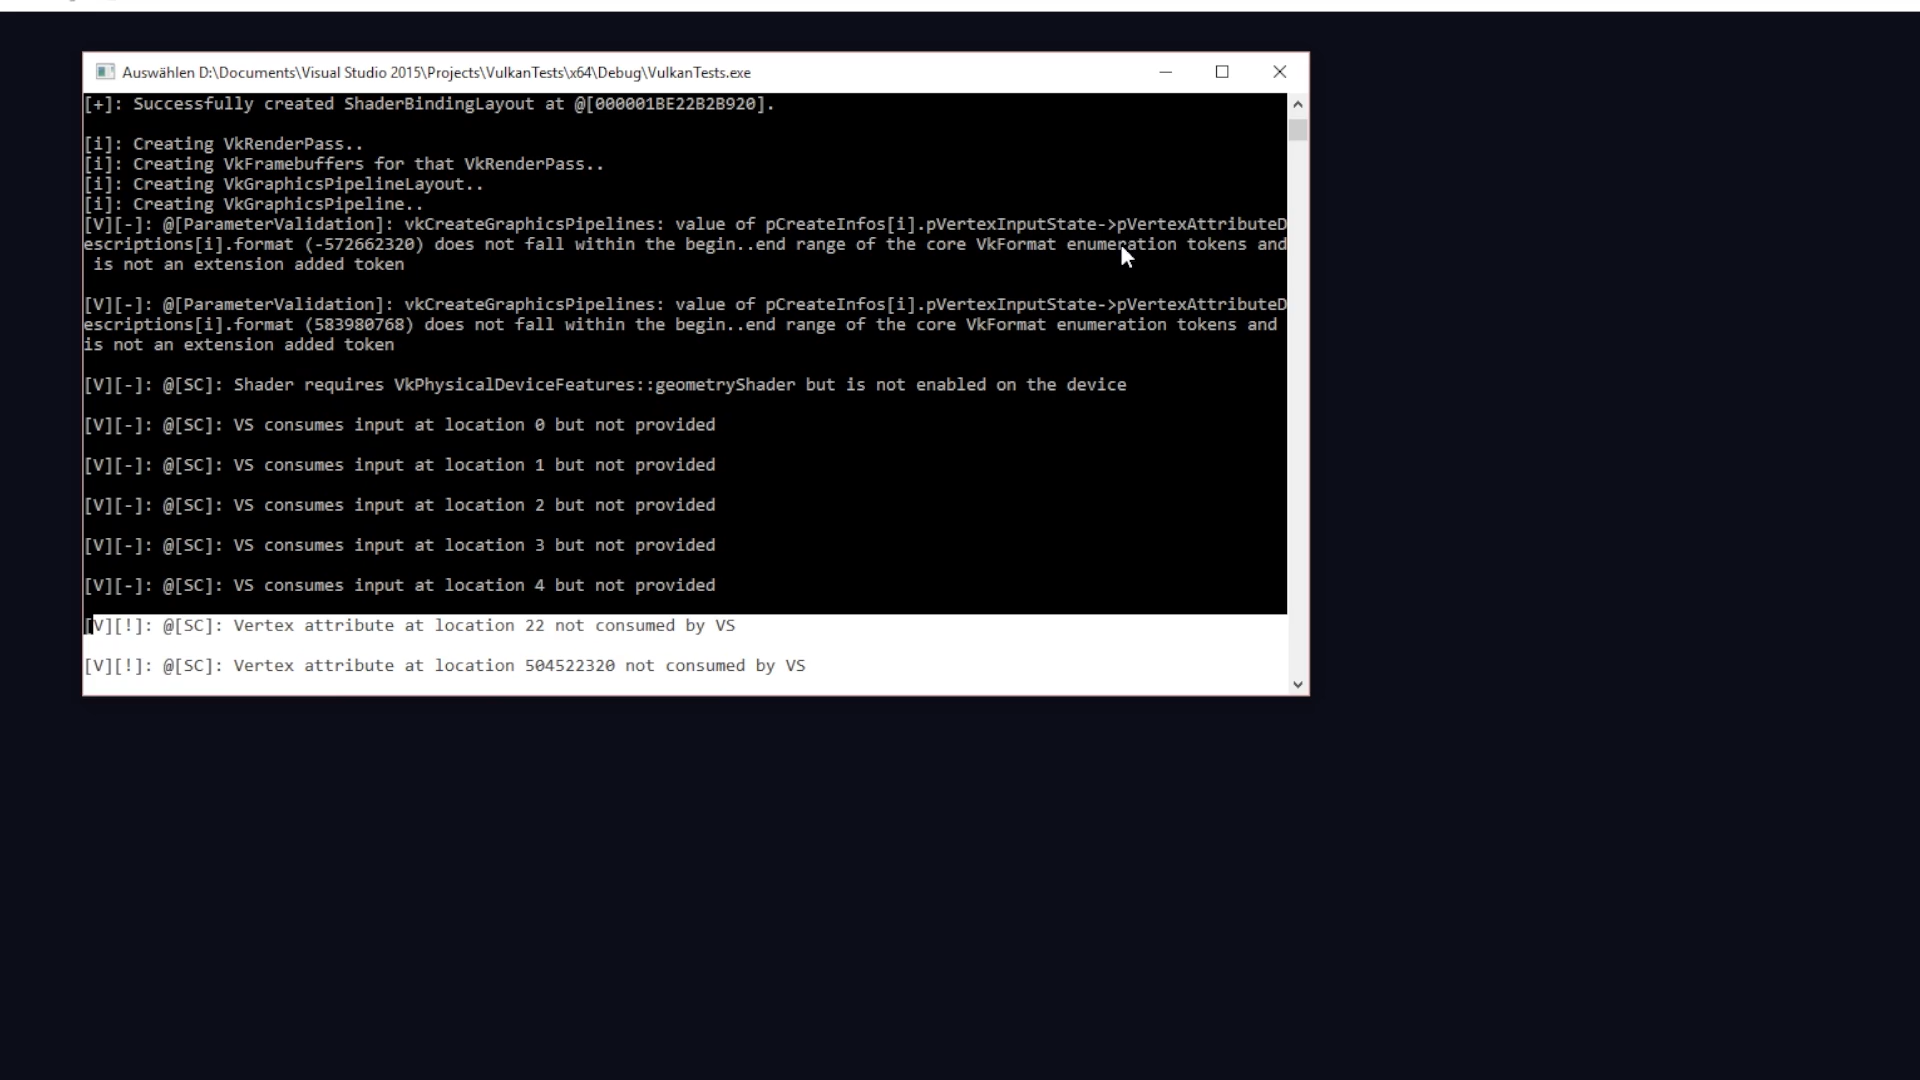 Auswählen D:\Documents\Visual Studio 2015\Projects\VulkanTests\x64\Debug\VulkanTests.exe
[+]: Successfully created ShaderBindingLayout at @[000001BE22B2B920].
[i]: Creating VkRenderPass..
[i]: Creating VkFramebuffers for that VkRenderPass..
[i]: Creating VkGraphicsPipelineLayout..
[i]: Creating VkGraphicsPipeline..
[V][-]: @[ParameterValidation]: vkCreateGraphicsPipelines: value of pCreateInfos[i].pVertexInputState->pVertexAttributeD
escriptions[i].format (-572662320) does not fall within the begin..end range of the core VkFormat enumeration tokens and
 is not an extension added token
[V][-]: @[ParameterValidation]: vkCreateGraphicsPipelines: value of pCreateInfos[i].pVertexInputState->pVertexAttributeD
escriptions[i].format (583980768) does not fall within the begin..end range of the core VkFormat enumeration tokens and
is not an extension added token
[V][-]: @[SC]: Shader requires VkPhysicalDeviceFeatures::geometryShader but is not enabled on the device
[V][-]: @[SC]: VS consumes input at location 0 but not provided
[V][-]: @[SC]: VS consumes input at location 1 but not provided
[V][-]: @[SC]: VS consumes input at location 2 but not provided
[V][-]: @[SC]: VS consumes input at location 3 but not provided
[V][-]: @[SC]: VS consumes input at location 4 but not provided
[V][!]: @[SC]: Vertex attribute at location 22 not consumed by VS
[V][!]: @[SC]: Vertex attribute at location 504522320 not consumed by VS